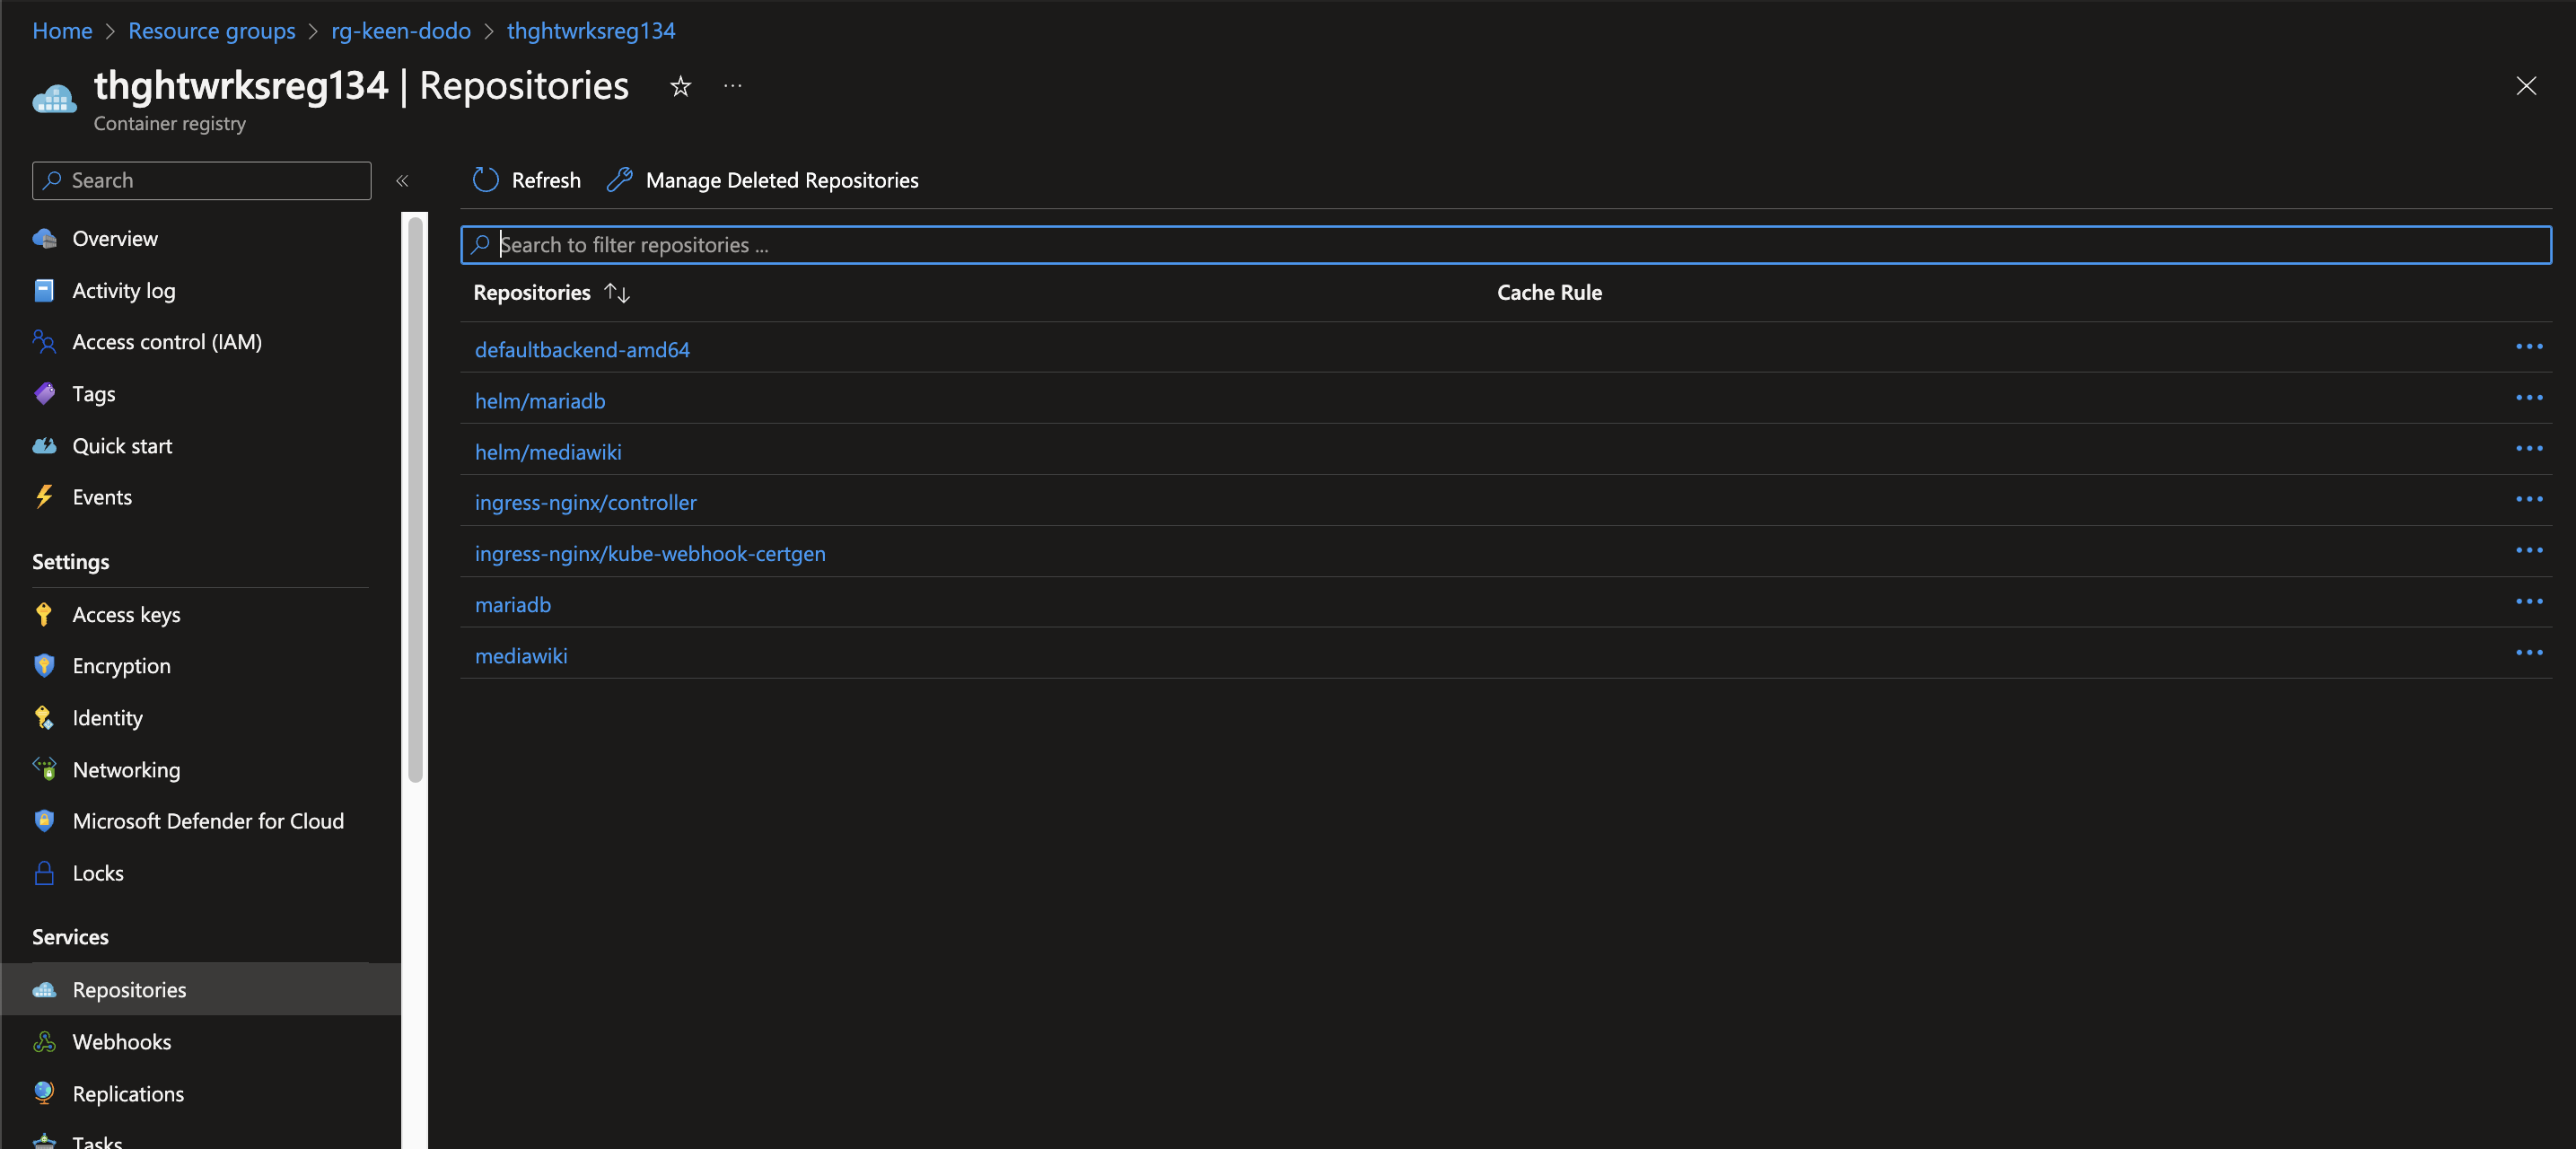 Home > Resource groups > rg-keen-dodo > thghtwrksreg134
thghtwrksreg134 | Repositories ...
Container registry
Search
«
Refresh
Manage Deleted Repositories
Search to filter repositories ...
Repositories
Cache Rule
defaultbackend-amd64
helm/mariadb
helm/mediawiki
ingress-nginx/controller
ingress-nginx/kube-webhook-certgen
mariadb
mediawiki
Overview
Activity log
Access control (IAM)
Tags
Quick start
Events
Settings
Access keys
Encryption
Identity
Networking
Microsoft Defender for Cloud
Locks
Services
Repositories
Webhooks
Replications
Tasks